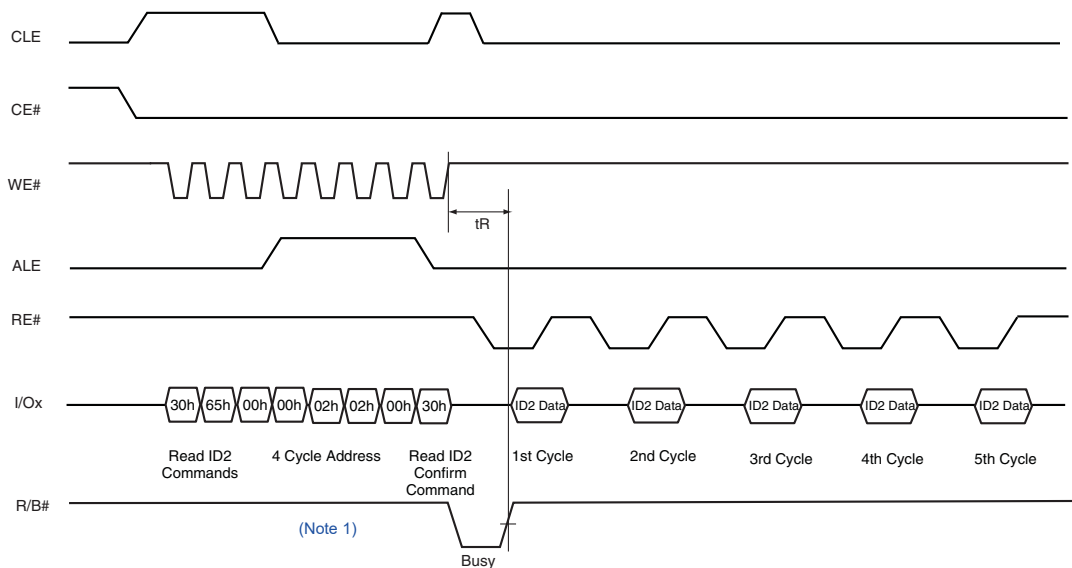 CLE
CE#
WE#
tR
ALE
RE#
I/Ox
30h 65h 00h 00h 02h 02h 00h 30h ID2 Data ID2 Data ID2 Data ID2 Data ID2 Data
Read ID2
Commands
4 Cycle Address
Read ID2
Confirm
Command
1st Cycle
2nd Cycle
3rd Cycle
4th Cycle
5th Cycle
R/B#
(Note 1)
Busy